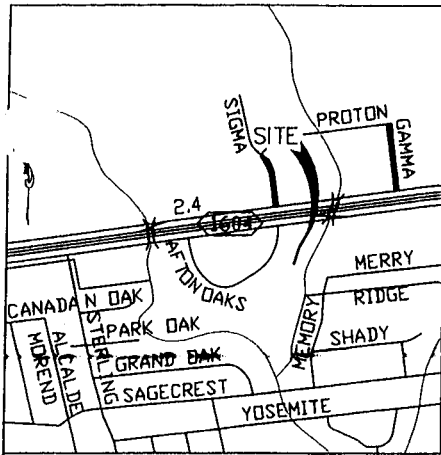 SIGMA
PROTON
GAMMA
SITE
2.4
1604
AFTON OAKS
MERRY
RIDGE
CANADA N OAK
MEMORY
STERLING
PARK OAK
SHADY
ALCALDE
MOREND
GRAND OAK
SAGECREST
YOSEMITE